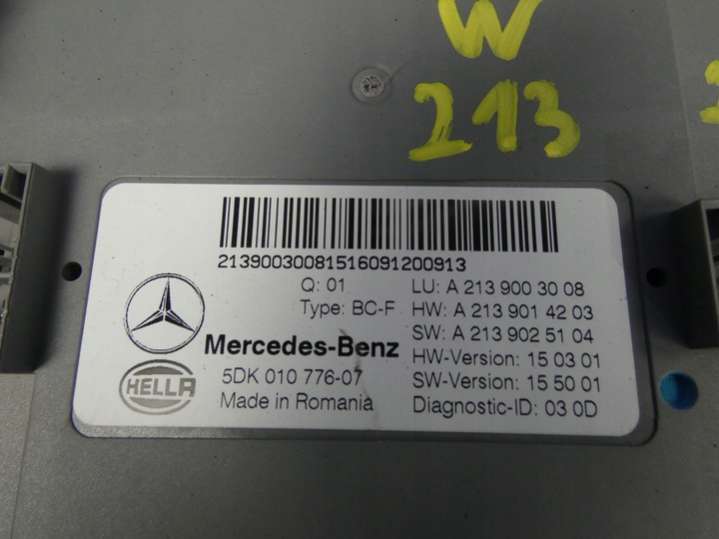 W
213
21390030081516091200913
Q: 01
LU: A 213 900 30 08
Type: BC-F
HW: A 213 901 42 03
SW: A 213 902 51 04
Mercedes-Benz
HW-Version: 15 03 01
HELLA
5DK 010 776-07
SW-Version: 15 50 01
Made in Romania
Diagnostic-ID: 03 0D